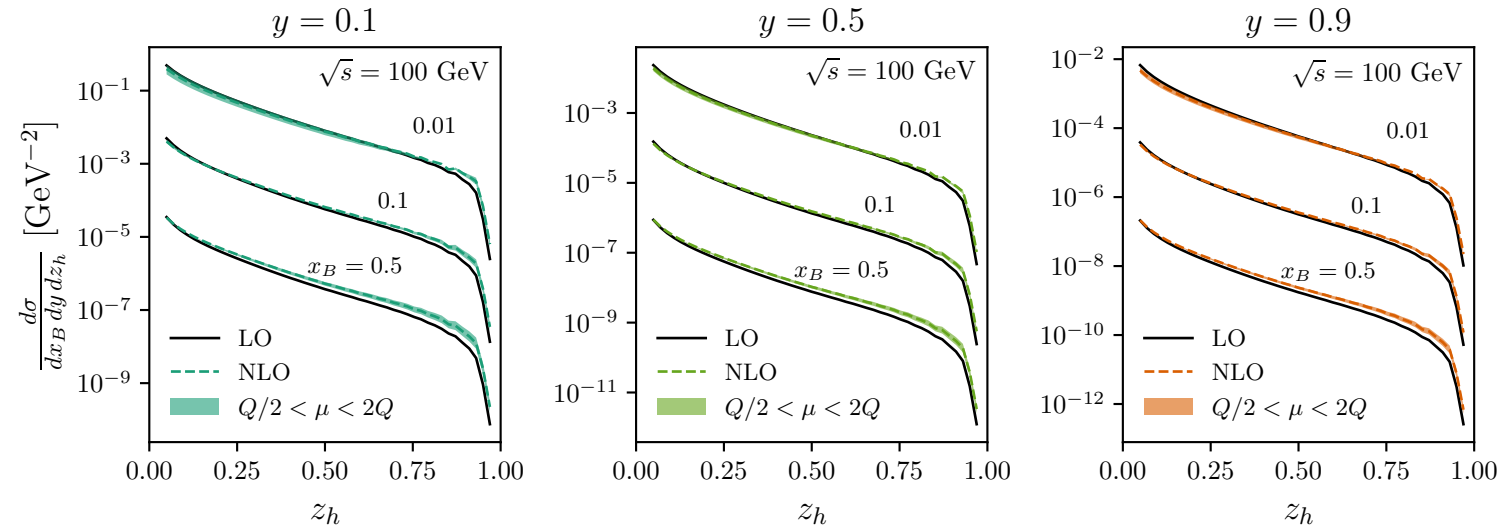 y = 0.1
y = 0.5
y = 0.9
dσ/dx_B dy dz_h [GeV⁻²]
10⁻¹
10⁻³
10⁻⁵
10⁻⁷
10⁻⁹
√s = 100 GeV
0.01
0.1
x_B = 0.5
LO
NLO
Q/2 < μ < 2Q
0.00 0.25 0.50 0.75 1.00
z_h
10⁻³
10⁻⁵
10⁻⁷
10⁻⁹
10⁻¹¹
√s = 100 GeV
0.01
0.1
x_B = 0.5
LO
NLO
Q/2 < μ < 2Q
0.00 0.25 0.50 0.75 1.00
z_h
10⁻²
10⁻⁴
10⁻⁶
10⁻⁸
10⁻¹⁰
10⁻¹²
√s = 100 GeV
0.01
0.1
x_B = 0.5
LO
NLO
Q/2 < μ < 2Q
0.00 0.25 0.50 0.75 1.00
z_h